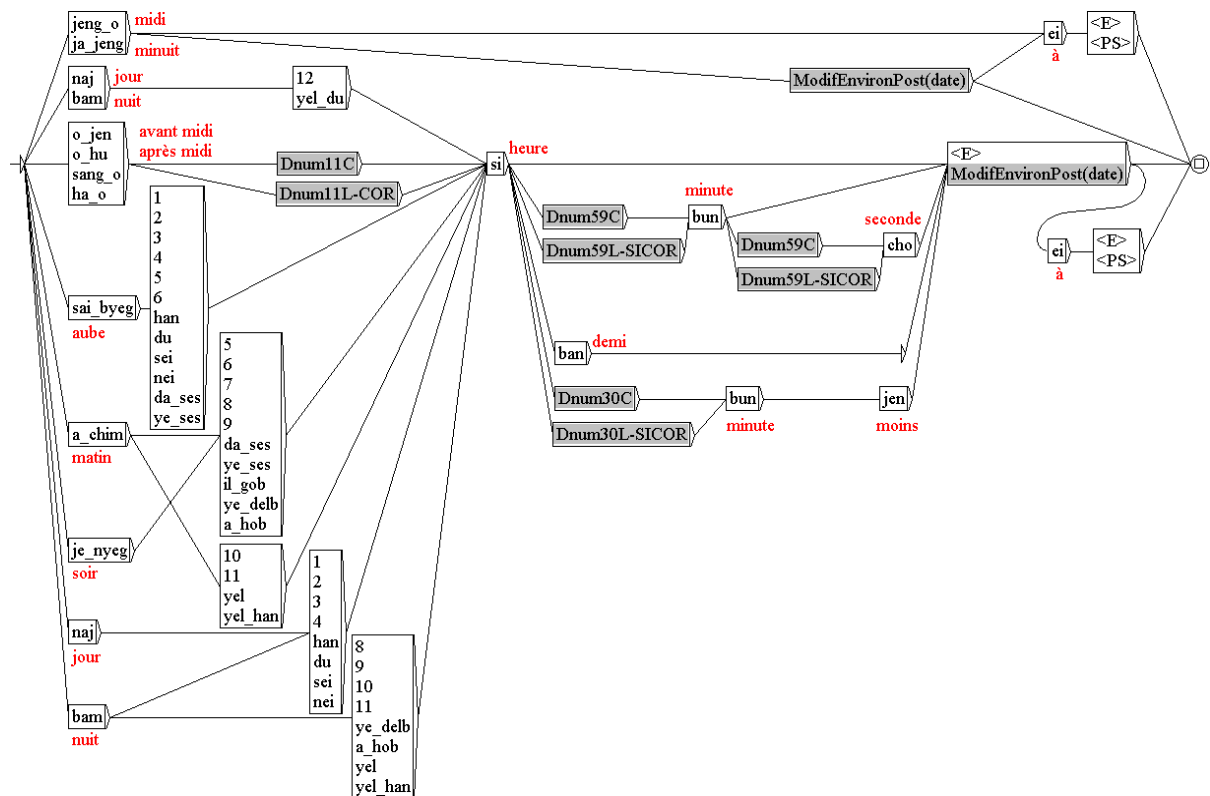 jeng_o
ja_jeng
midi
minuit
ei
à
<E>
<PS>
naj
bam
jour
nuit
12
yel_du
ModifEnvironPost(date)
o_jen
o_hu
sang_o
ha_o
avant midi
après midi
Dnum11C
Dnum11L-COR
si
heure
<E>
ModifEnvironPost(date)
Dnum59C
Dnum59L-SICOR
minute
bun
Dnum59C
Dnum59L-SICOR
seconde
cho
ei
à
<E>
<PS>
sai_byeg
aube
1
2
3
4
5
6
han
du
sei
nei
da_ses
ye_ses
ban
demi
Dnum30C
Dnum30L-SICOR
bun
minute
jen
moins
a_chim
matin
5
6
7
8
9
da_ses
ye_ses
il_gob
ye_delb
a_hob
je_nyeg
soir
10
11
yel
yel_han
naj
jour
1
2
3
4
han
du
sei
nei
bam
nuit
8
9
10
11
ye_delb
a_hob
yel
yel_han